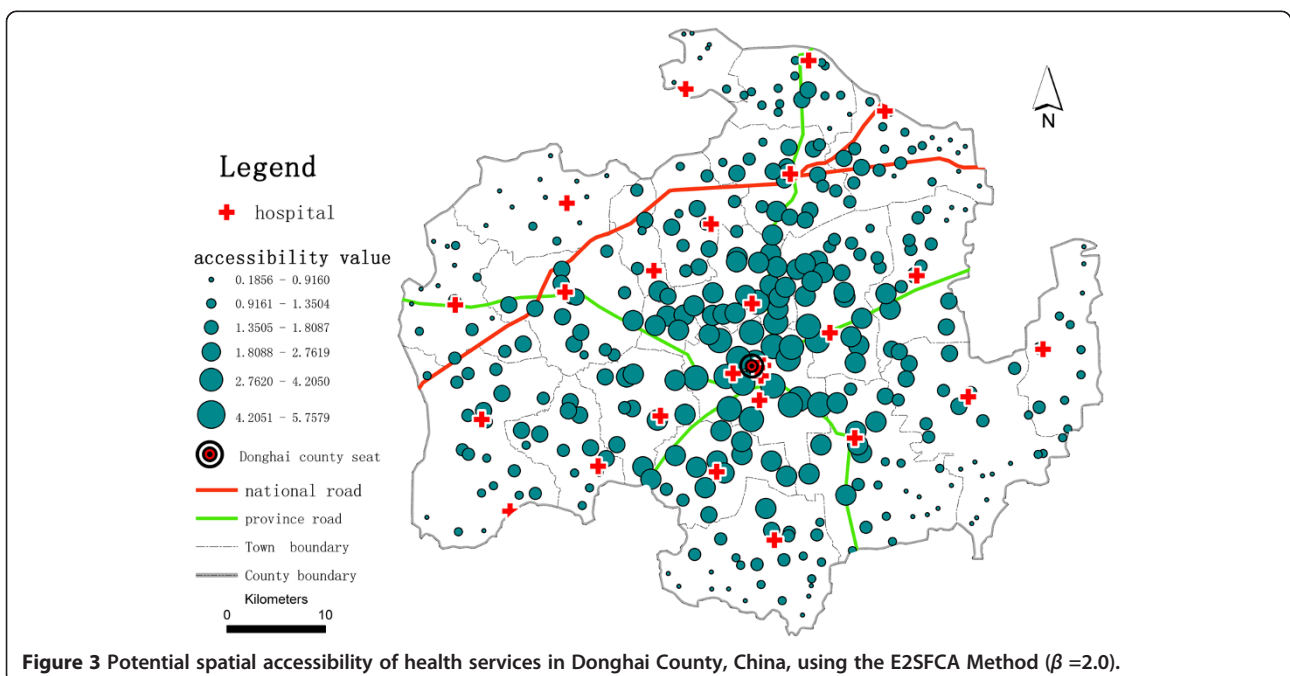 N
Legend
hospital
accessibility value
0.1856 - 0.9160
0.9161 - 1.3504
1.3505 - 1.8087
1.8088 - 2.7619
2.7620 - 4.2050
4.2051 - 5.7579
Donghai county seat
national road
province road
Town boundary
County boundary
Kilometers
0 10
Figure 3 Potential spatial accessibility of health services in Donghai County, China, using the E2SFCA Method (β =2.0).